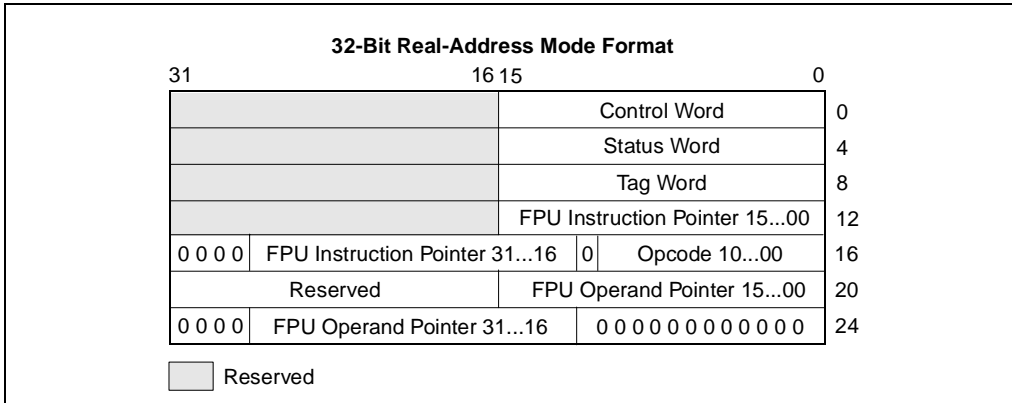 32-Bit Real-Address Mode Format
31 16 15 0
Control Word 0
Status Word 4
Tag Word 8
FPU Instruction Pointer 15...00 12
0 0 0 0 FPU Instruction Pointer 31...16 0 Opcode 10...00 16
Reserved FPU Operand Pointer 15...00 20
0 0 0 0 FPU Operand Pointer 31...16 0 0 0 0 0 0 0 0 0 0 0 0 24
Reserved